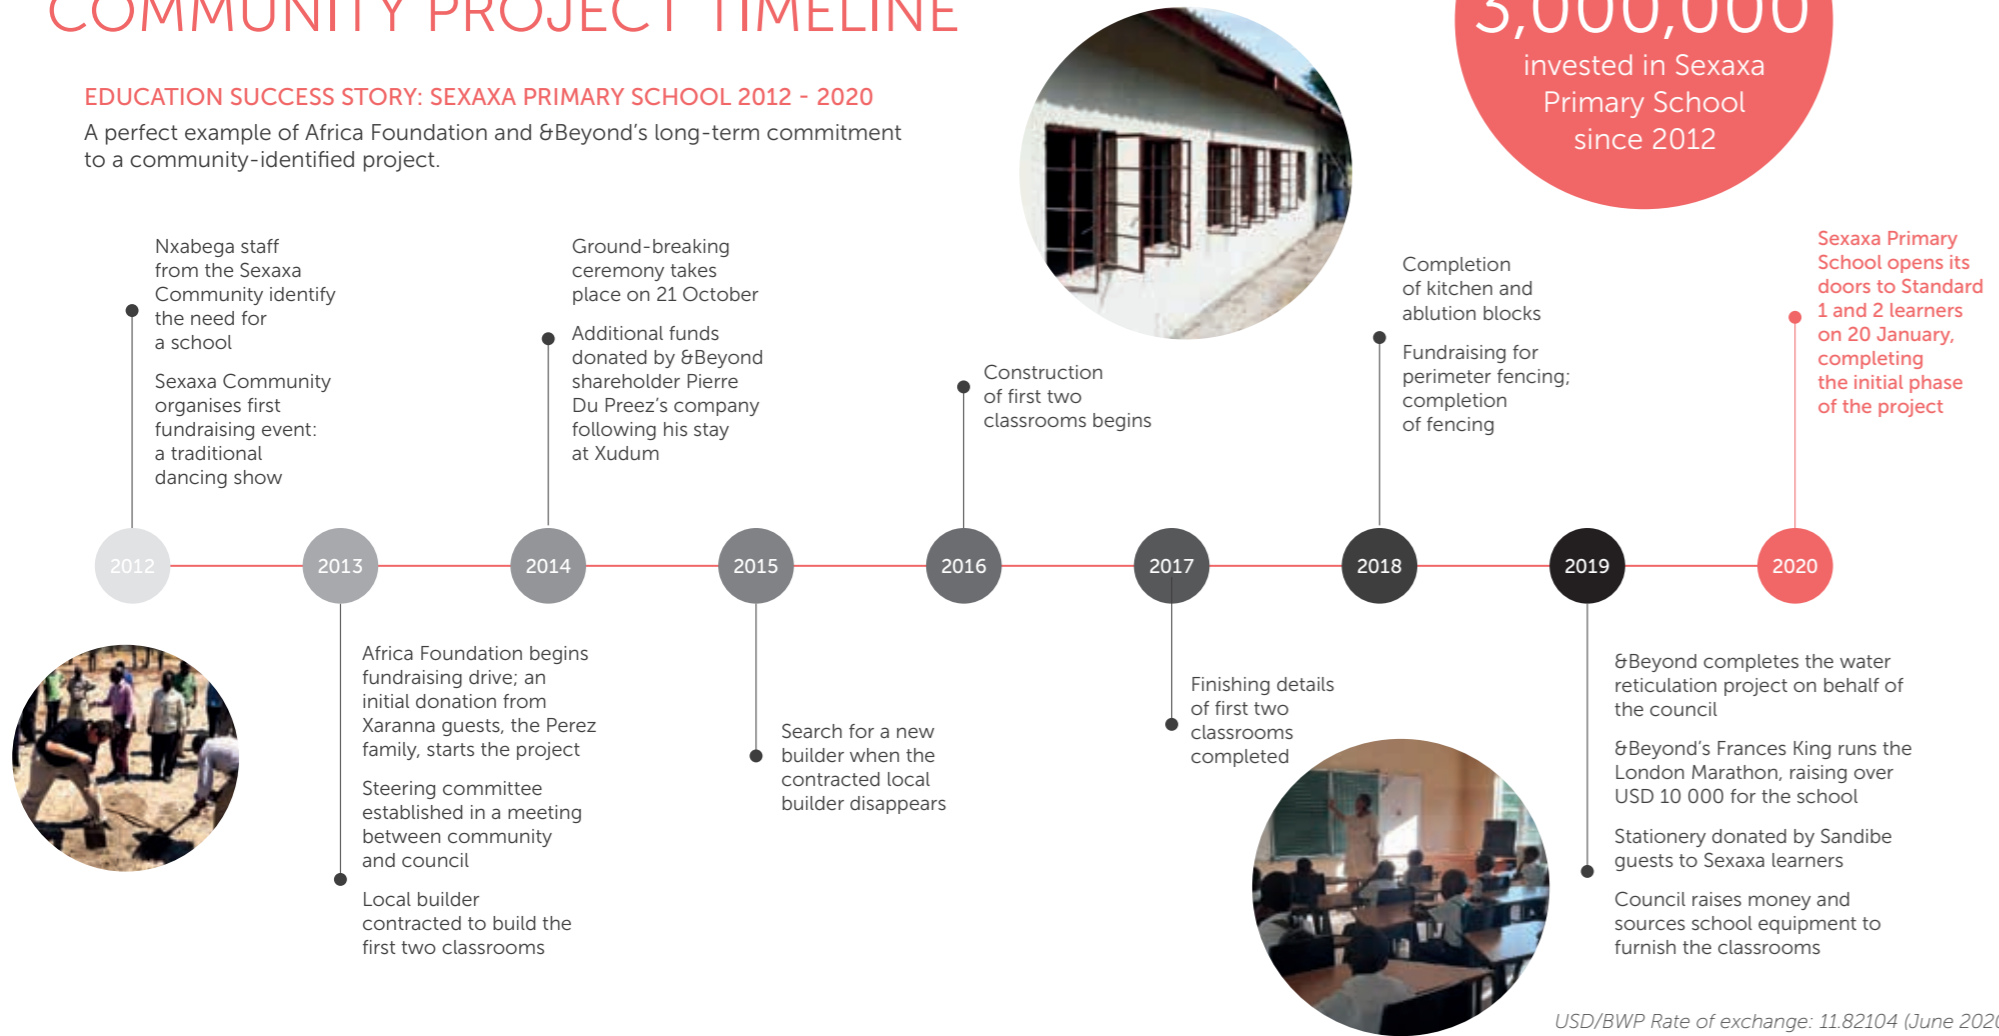 COMMUNITY PROJECT TIMELINE
EDUCATION SUCCESS STORY: SEXAXA PRIMARY SCHOOL 2012 - 2020
A perfect example of Africa Foundation and &Beyond's long-term commitment
to a community-identified project.
3,000,000
invested in Sexaxa
Primary School
since 2012
Nxabega staff
from the Sexaxa
Community identify
the need for
a school
Sexaxa Community
organises first
fundraising event:
a traditional
dancing show
Ground-breaking
ceremony takes
place on 21 October
Additional funds
donated by &Beyond
shareholder Pierre
Du Preez's company
following his stay
at Xudum
Construction
of first two
classrooms begins
Completion
of kitchen and
ablution blocks
Fundraising for
perimeter fencing;
completion
of fencing
Sexaxa Primary
School opens its
doors to Standard
1 and 2 learners
on 20 January,
completing
the initial phase
of the project
2012
2013
2014
2015
2016
2017
2018
2019
2020
Africa Foundation begins
fundraising drive; an
initial donation from
Xaranna guests, the Perez
family, starts the project
Steering committee
established in a meeting
between community
and council
Local builder
contracted to build the
first two classrooms
Search for a new
builder when the
contracted local
builder disappears
Finishing details
of first two
classrooms
completed
&Beyond completes the water
reticulation project on behalf of
the council
&Beyond's Frances King runs the
London Marathon, raising over
USD 10 000 for the school
Stationery donated by Sandibe
guests to Sexaxa learners
Council raises money and
sources school equipment to
furnish the classrooms
USD/BWP Rate of exchange: 11.82104 (June 2020